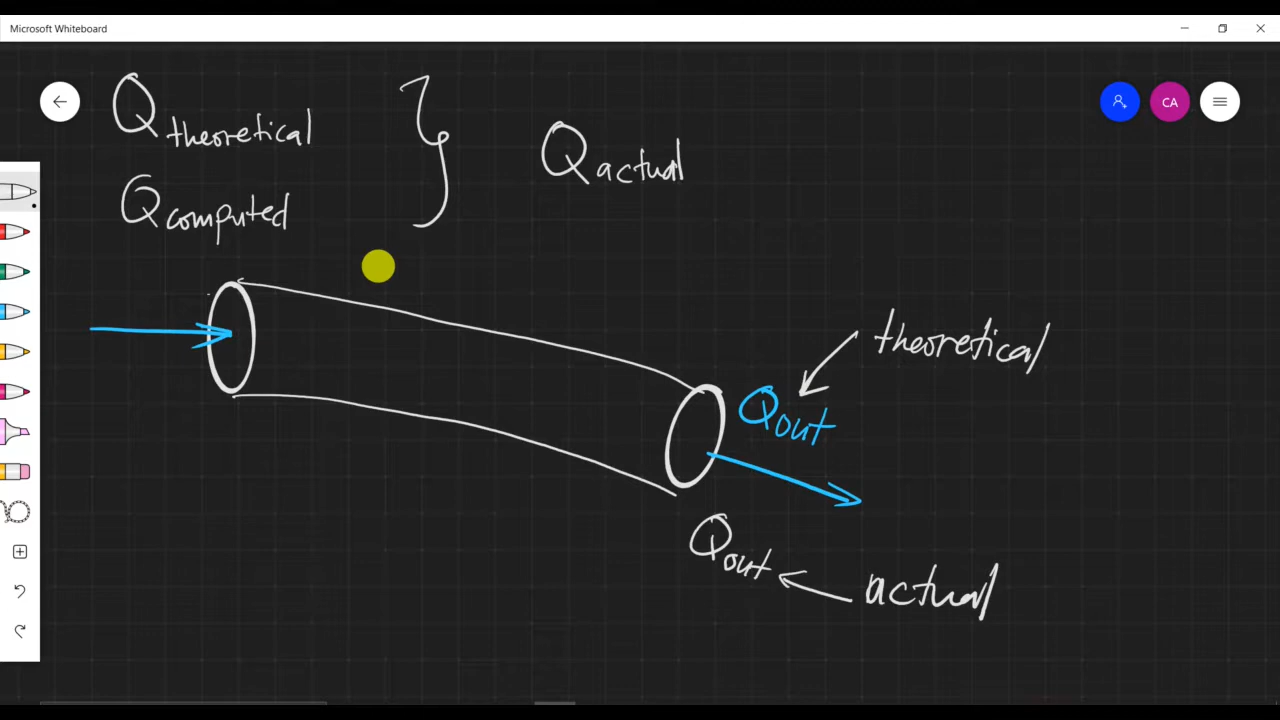 Microsoft Whiteboard
Q theoretical
Q computed
Q actual
CA
theoretical
Qout
Qout
actual